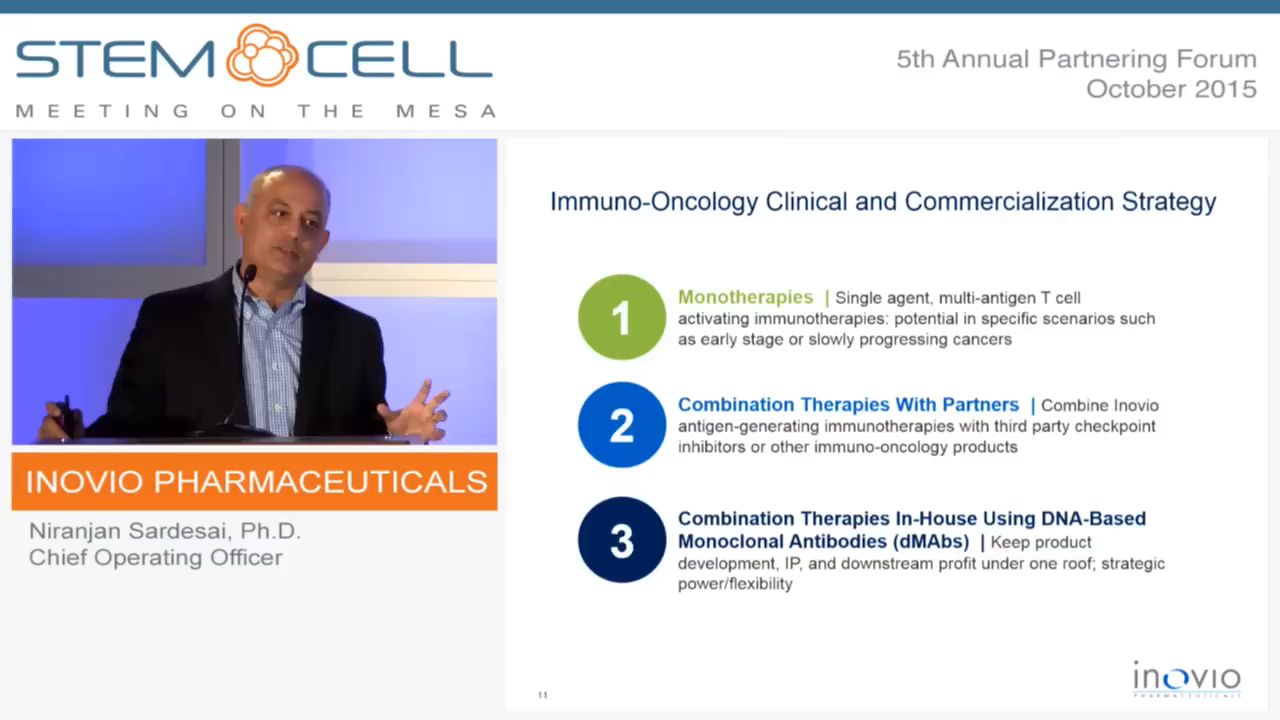 STEM CELL
MEETING ON THE MESA
5th Annual Partnering Forum
October 2015
INOVIO PHARMACEUTICALS
Niranjan Sardesai, Ph.D.
Chief Operating Officer
Immuno-Oncology Clinical and Commercialization Strategy
1
Monotherapies | Single agent, multi-antigen T cell
activating immunotherapies: potential in specific scenarios such
as early stage or slowly progressing cancers
2
Combination Therapies With Partners | Combine Inovio
antigen-generating immunotherapies with third party checkpoint
inhibitors or other immuno-oncology products
3
Combination Therapies In-House Using DNA-Based
Monoclonal Antibodies (dMAbs) | Keep product
development, IP, and downstream profit under one roof; strategic
power/flexibility
11
inovio
PHARMACEUTICALS